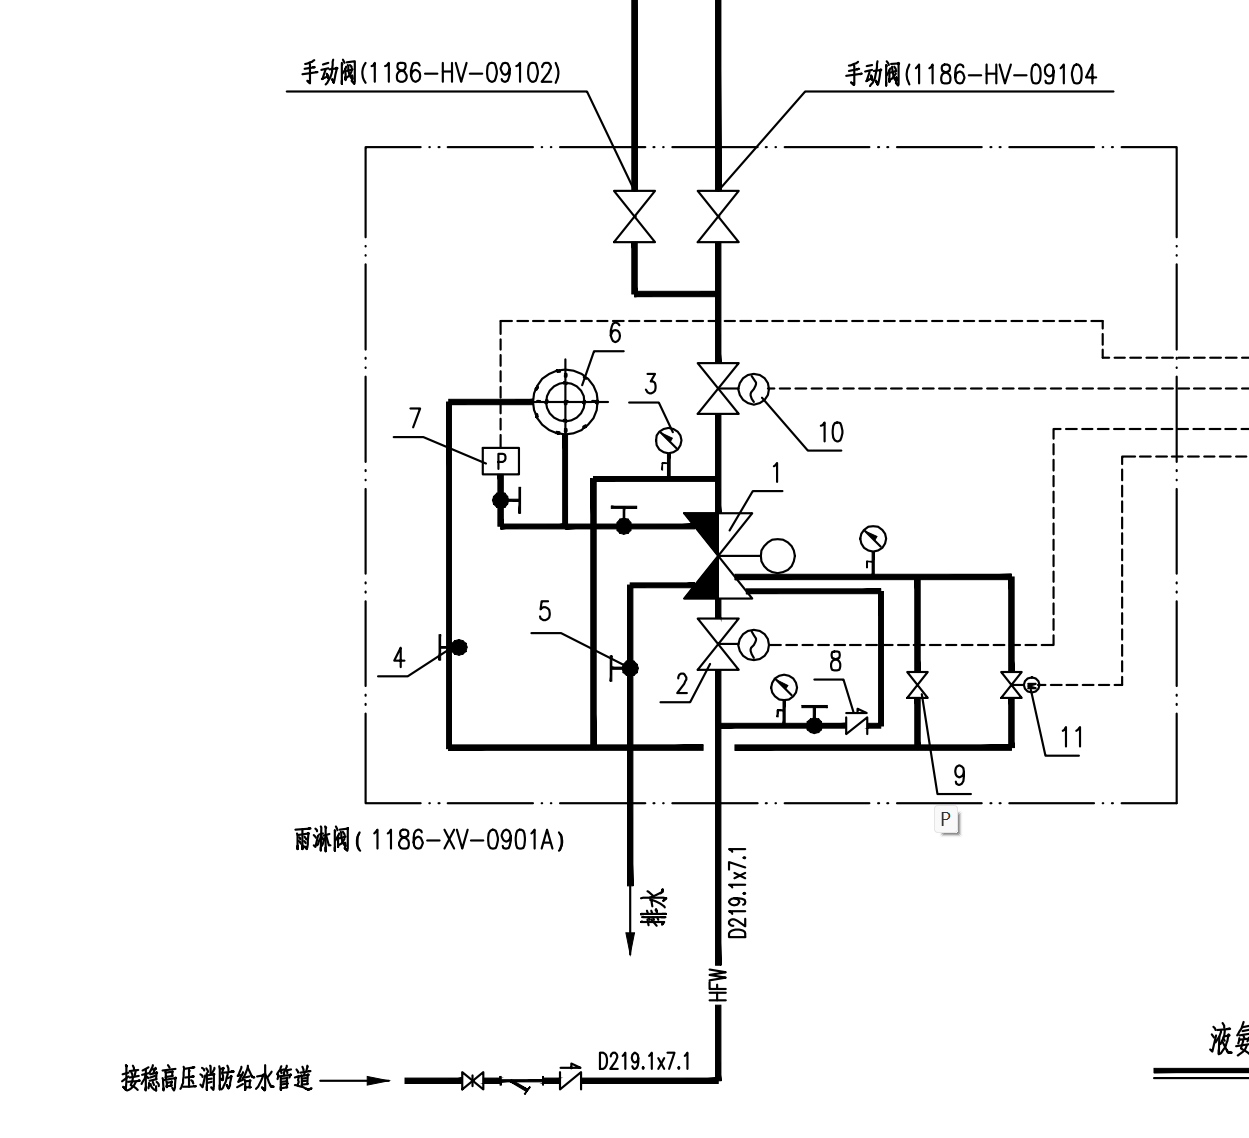 手动阀(1186-HV-09102)
手动阀(1186-HV-09104
6
3
7
P
10
1
5
4
8
2
11
9
P
雨淋阀( 1186-XV-0901A)
排水
D219.1x7.1
HFW
液氨
D219.1x7.1
接稳高压消防给水管道